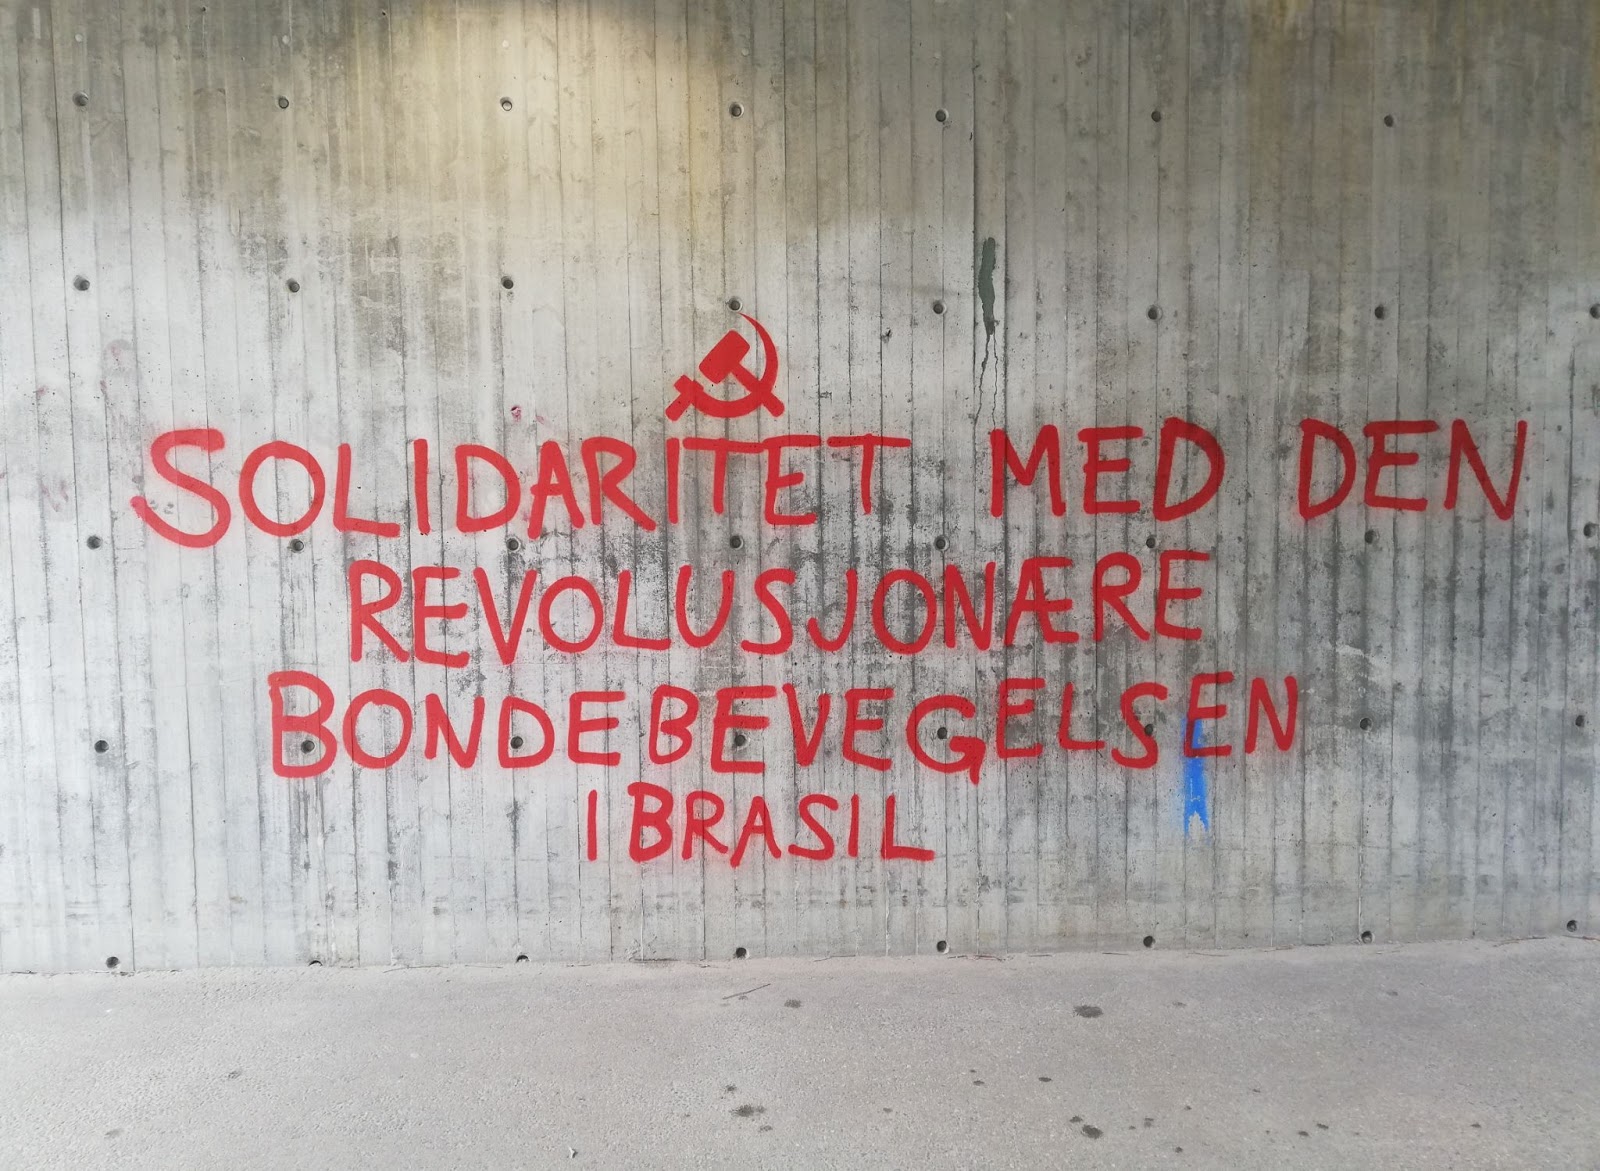 SOLIDARITET MED DEN
REVOLUSJONÆRE
BONDEBEVEGELSEN
I BRASIL